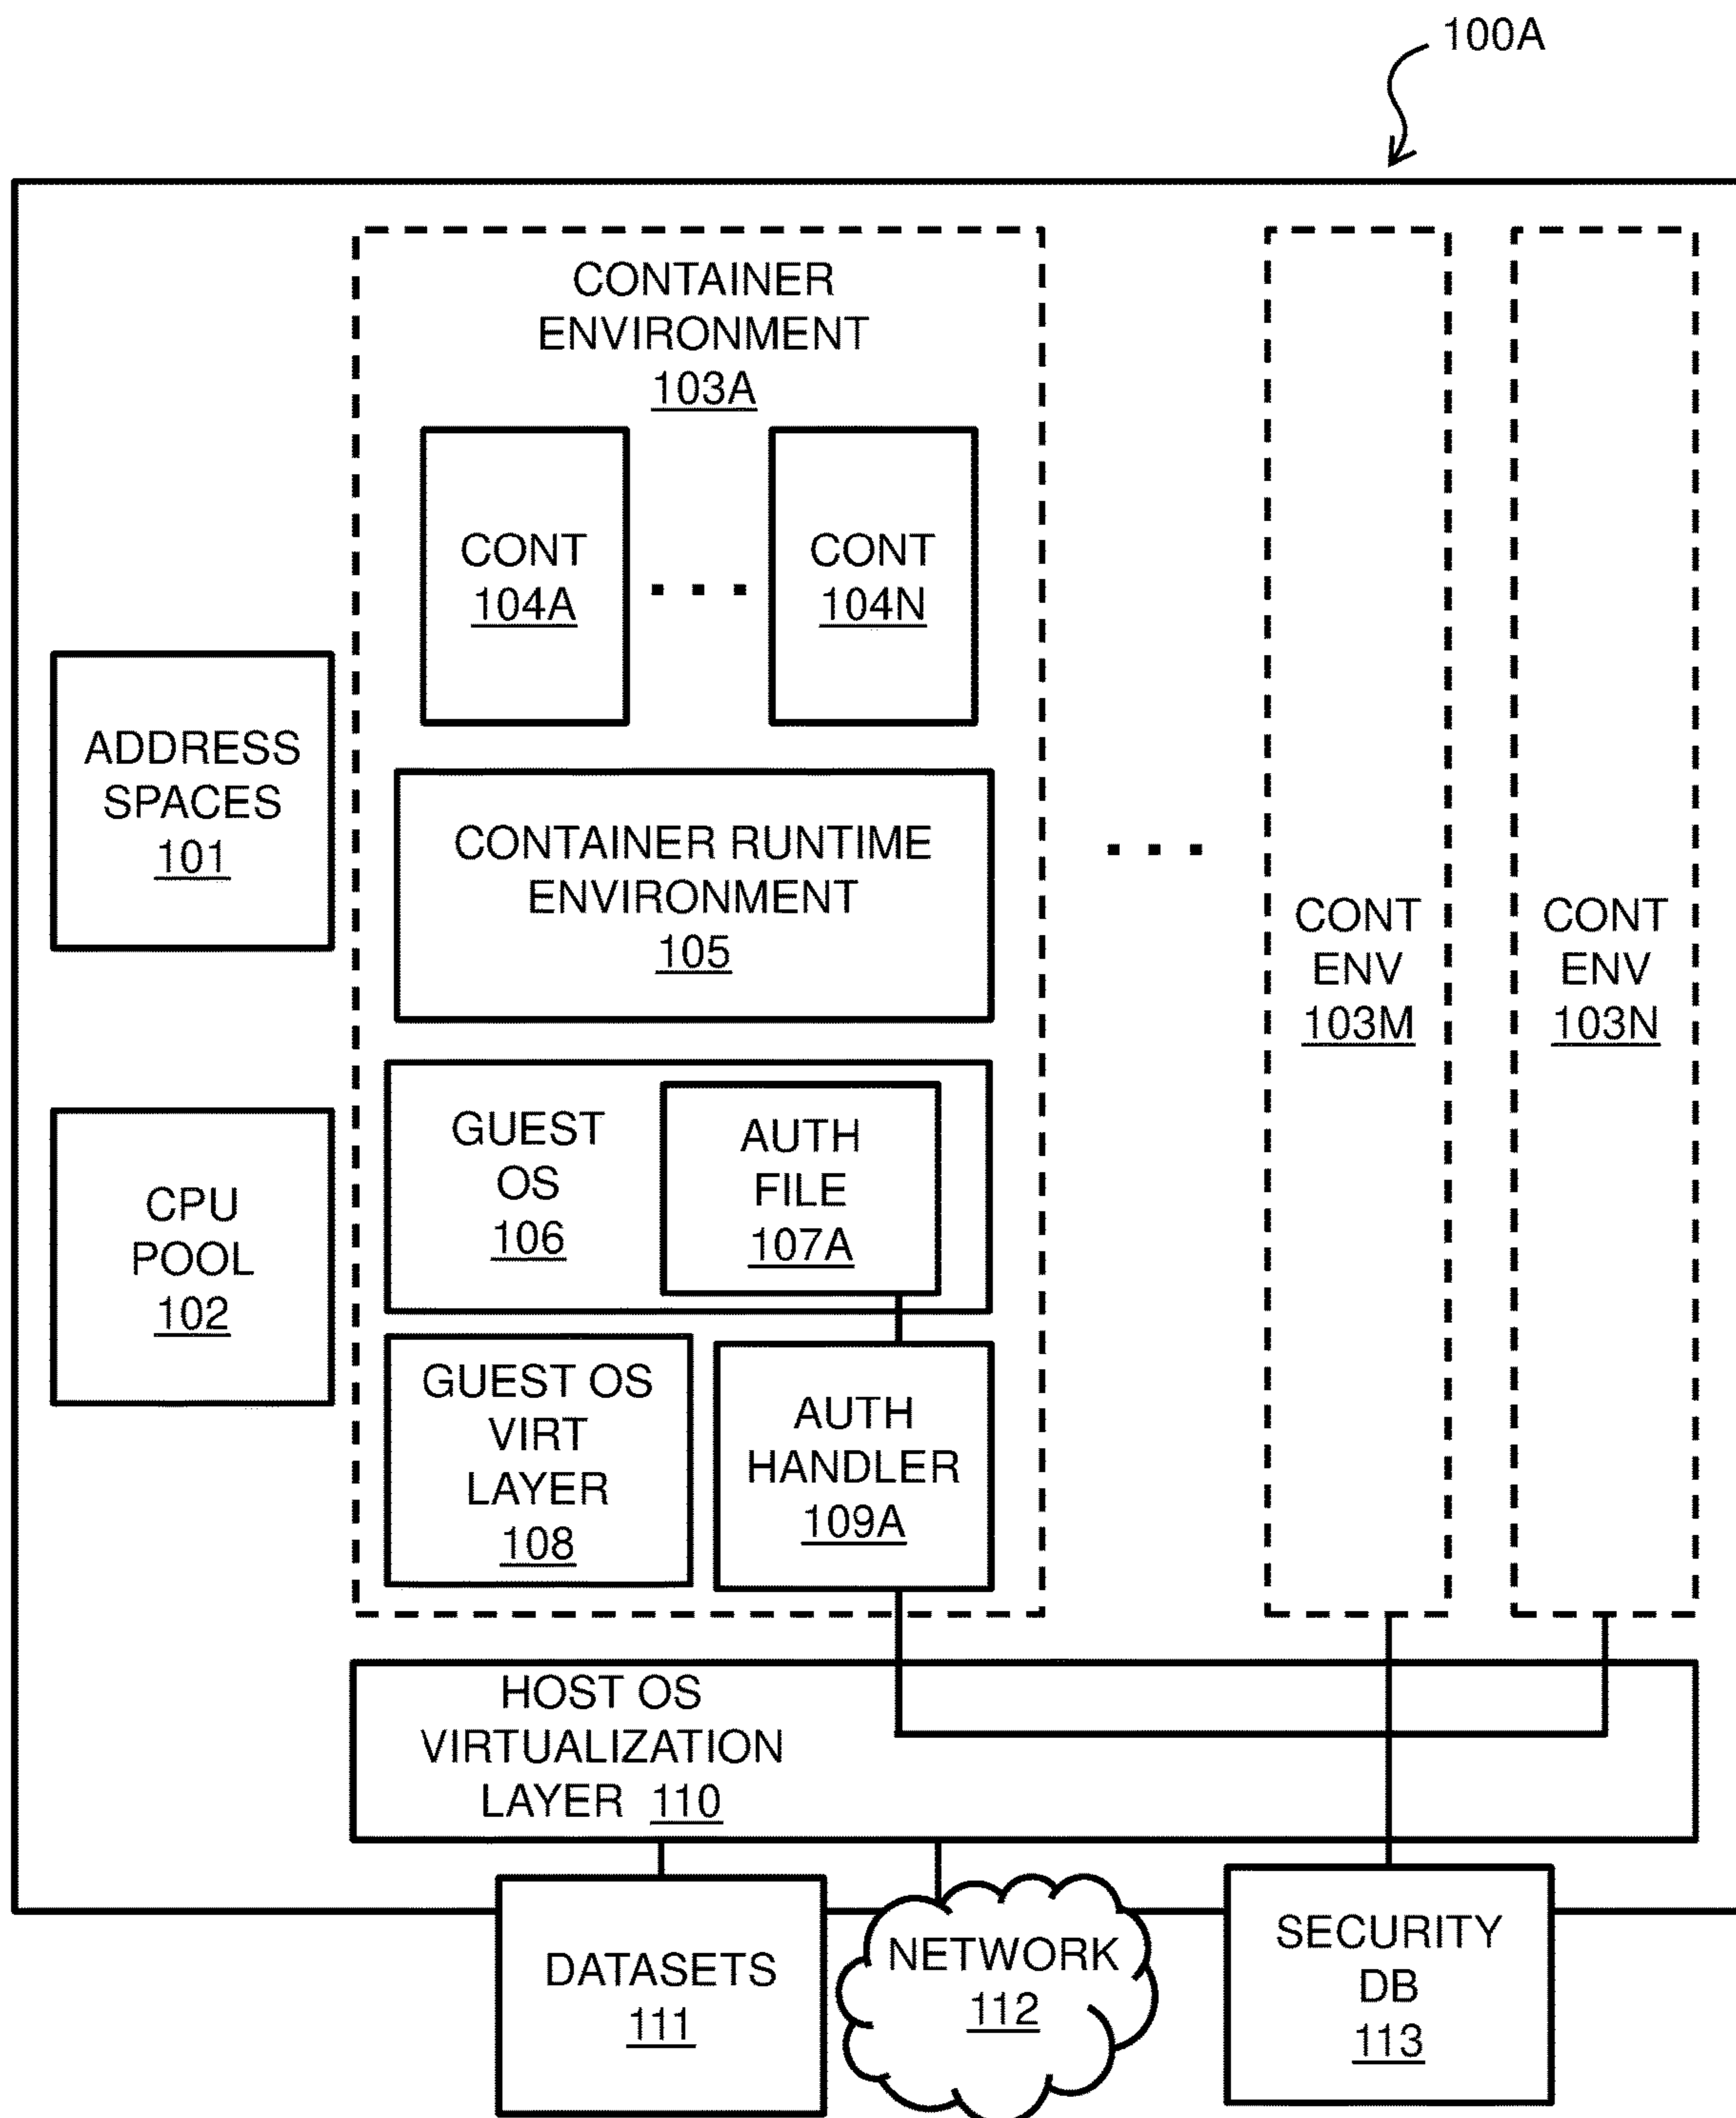 100A
CONTAINER
ENVIRONMENT
103A
CONT
104A
CONT
104N
ADDRESS
SPACES
101
CONTAINER RUNTIME
ENVIRONMENT
105
CONT
ENV
103M
CONT
ENV
103N
CPU
POOL
102
GUEST
OS
106
AUTH
FILE
107A
GUEST OS
VIRT
LAYER
108
AUTH
HANDLER
109A
HOST OS
VIRTUALIZATION
LAYER 110
DATASETS
111
NETWORK
112
SECURITY
DB
113